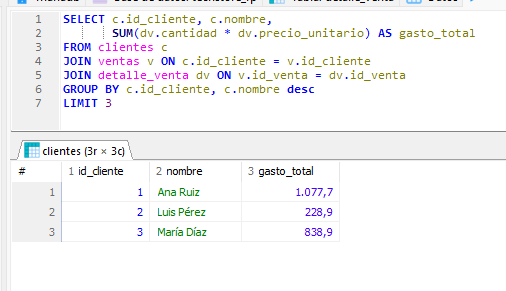 1 SELECT c.id_cliente, c.nombre,
2 SUM(dv.cantidad * dv.precio_unitario) AS gasto_total
3 FROM clientes c
4 JOIN ventas v ON c.id_cliente = v.id_cliente
5 JOIN detalle_venta dv ON v.id_venta = dv.id_venta
6 GROUP BY c.id_cliente, c.nombre desc
7 LIMIT 3
clientes (3r × 3c)
# 1 id_cliente 2 nombre 3 gasto_total
1 1 Ana Ruiz 1.077,7
2 2 Luis Pérez 228,9
3 3 María Díaz 838,9